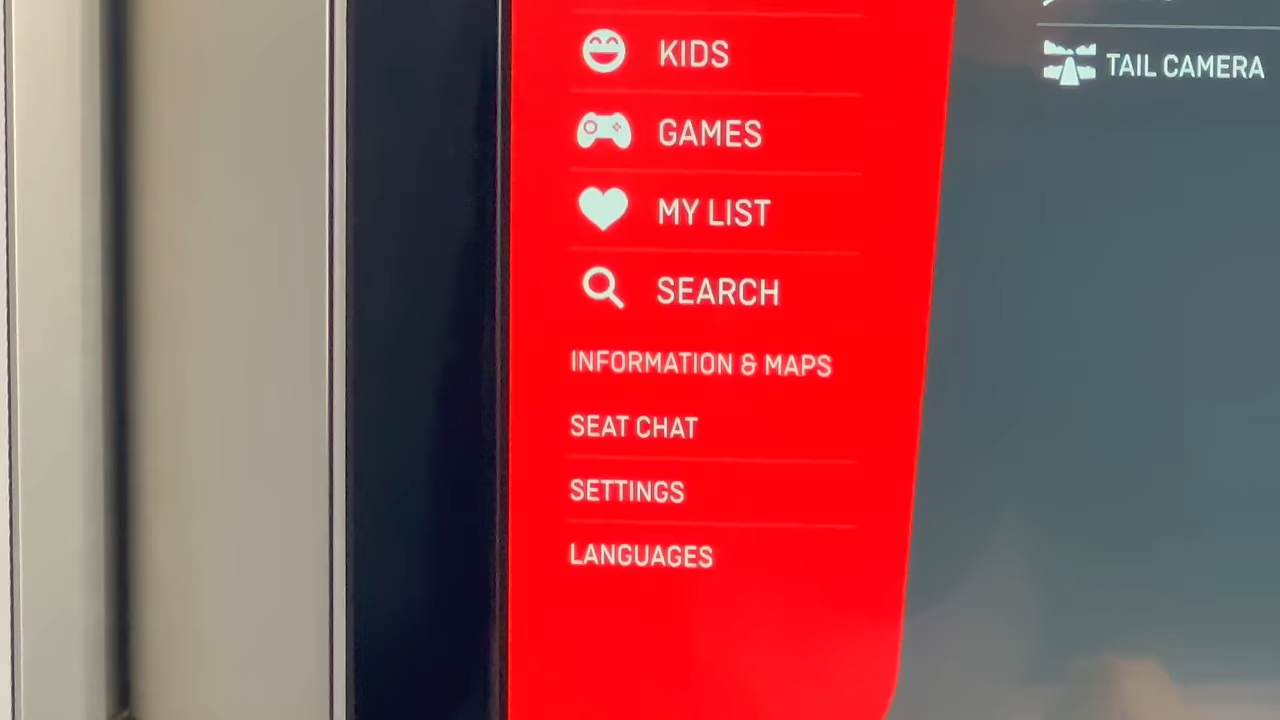 KIDS
GAMES
MY LIST
SEARCH
INFORMATION & MAPS
SEAT CHAT
SETTINGS
LANGUAGES
TAIL CAMERA